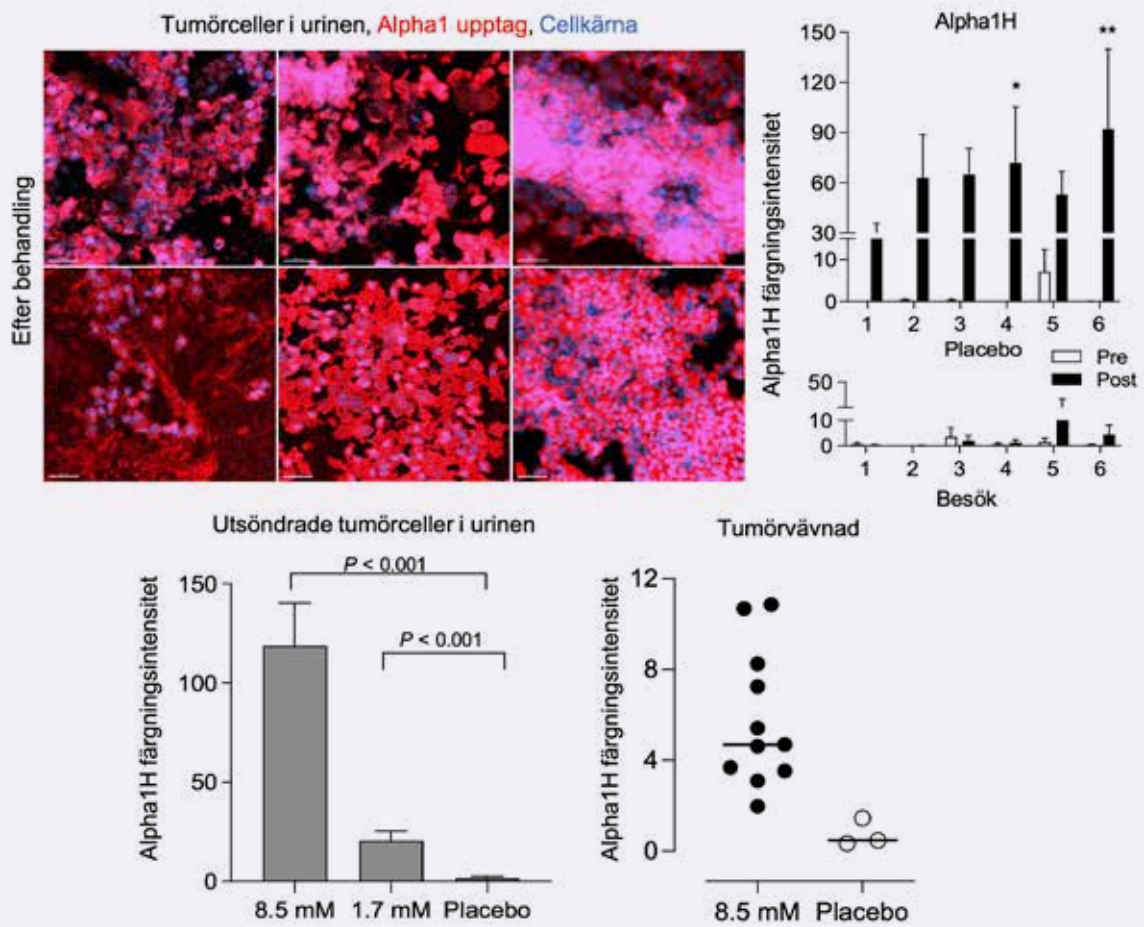 Tumörceller i urinen, Alpha1 upptag, Cellkärna
Efter behandling
Alpha1H
Alpha1H färgningsintensitet
150
**
120
90
*
60
30
10
0
1 2 3 4 5 6
Placebo
Pre
Post
50
10
0
1 2 3 4 5 6
Besök
Utsöndrade tumörceller i urinen
Alpha1H färgningsintensitet
P < 0.001
P < 0.001
150
100
50
0
8.5 mM 1.7 mM Placebo
Tumörvävnad
Alpha1H färgningsintensitet
12
8
4
0
8.5 mM Placebo